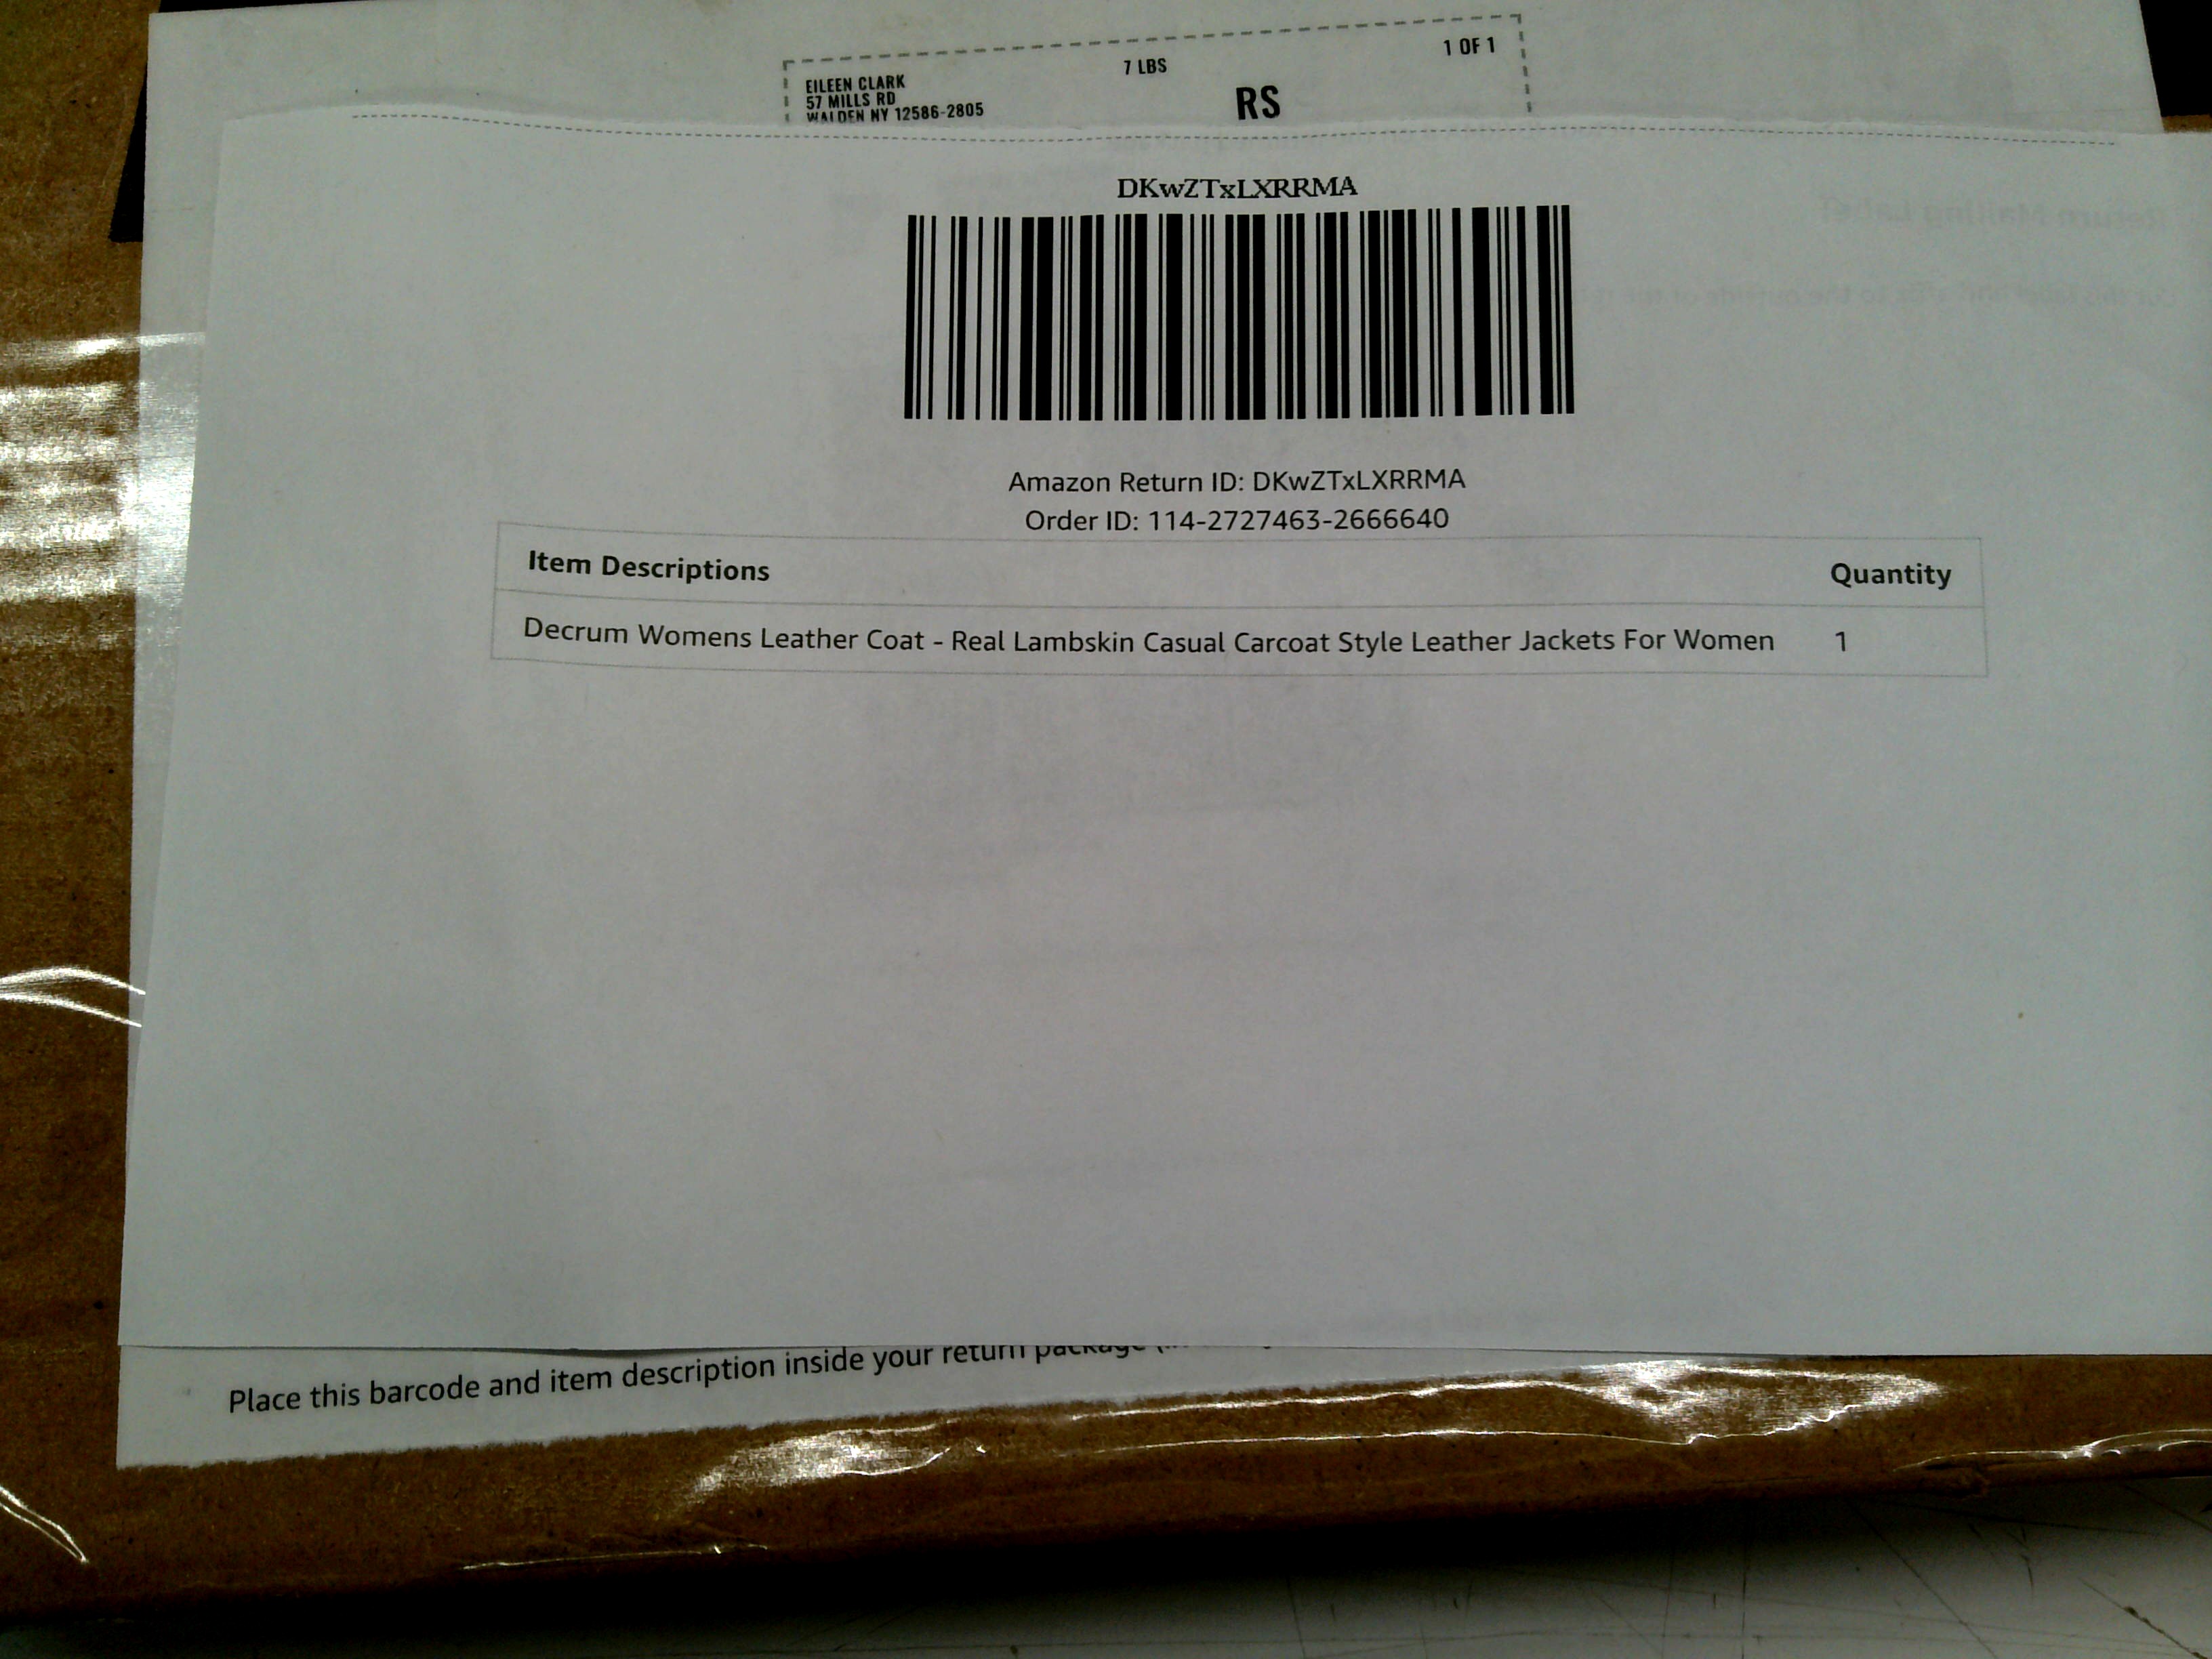 EILEEN CLARK
57 MILLS RD
WALDEN NY 12586-2805
7 LBS
1 OF 1
RS
DKwZTxLXRRMA
Amazon Return ID: DKwZTxLXRRMA
Order ID: 114-2727463-2666640
Item Descriptions Quantity
Decrum Womens Leather Coat - Real Lambskin Casual Carcoat Style Leather Jackets For Women 1
Place this barcode and item description inside your return package